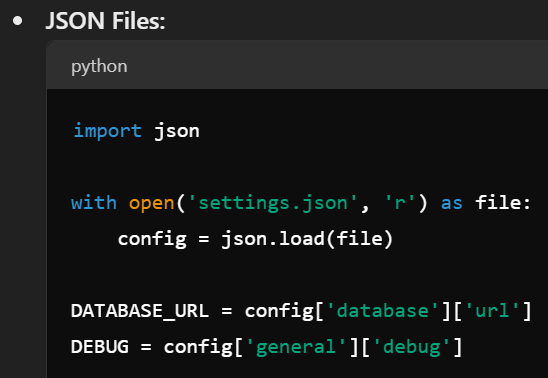 • JSON Files:
python
import json
with open('settings.json', 'r') as file:
    config = json.load(file)
DATABASE_URL = config['database']['url']
DEBUG = config['general']['debug']